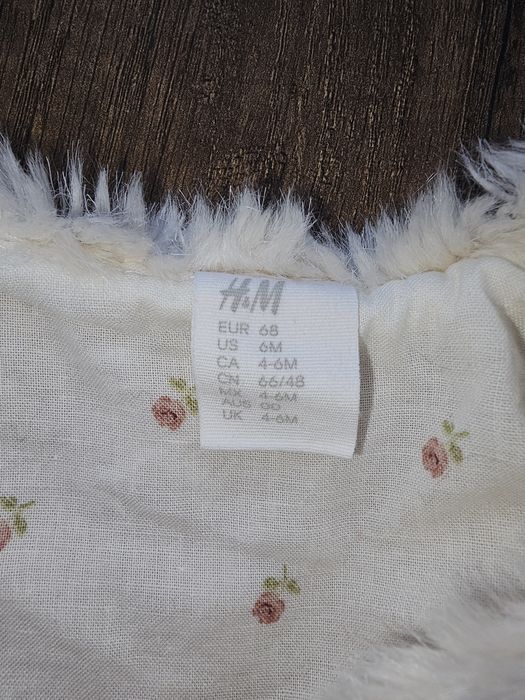 H&M
EUR 68
US 6M
CA 4-6M
CN 66/48
MX 4-6M
AUS 00
UK 4-6M